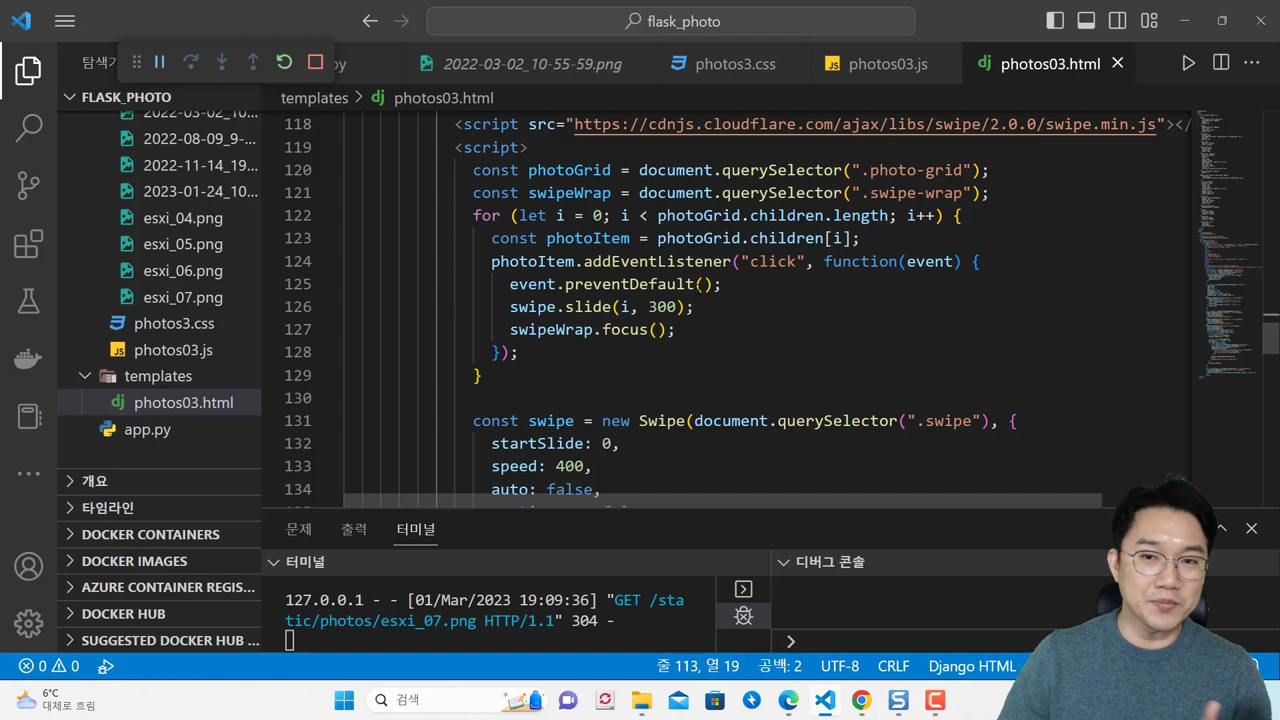 flask_photo
탐색기
py
2022-03-02_10-55-59.png
photos3.css
JS
photos03.js
dj
photos03.html
FLASK_PHOTO
templates
dj
photos03.html
2022-03-02_10...
2022-08-09_9-...
2022-11-14_19...
2023-01-24_10...
esxi_04.png
esxi_05.png
esxi_06.png
esxi_07.png
photos3.css
JS
photos03.js
templates
dj
photos03.html
app.py
개요
타임라인
DOCKER CONTAINERS
DOCKER IMAGES
AZURE CONTAINER REGIS...
DOCKER HUB
SUGGESTED DOCKER HUB ...
118 <script src="https://cdnjs.cloudflare.com/ajax/libs/swipe/2.0.0/swipe.min.js"></
119 <script>
120 const photoGrid = document.querySelector(".photo-grid");
121 const swipeWrap = document.querySelector(".swipe-wrap");
122 for (let i = 0; i < photoGrid.children.length; i++) {
123 const photoItem = photoGrid.children[i];
124 photoItem.addEventListener("click", function(event) {
125 event.preventDefault();
126 swipe.slide(i, 300);
127 swipeWrap.focus();
128 });
129 }
130
131 const swipe = new Swipe(document.querySelector(".swipe"), {
132 startSlide: 0,
133 speed: 400,
134 auto: false,
문제 출력 터미널
터미널
디버그 콘솔
127.0.0.1 - - [01/Mar/2023 19:09:36] "GET /sta
tic/photos/esxi_07.png HTTP/1.1" 304 -
0 0
줄 113, 열 19 공백: 2 UTF-8 CRLF Django HTML
6°C
대체로 흐림
검색